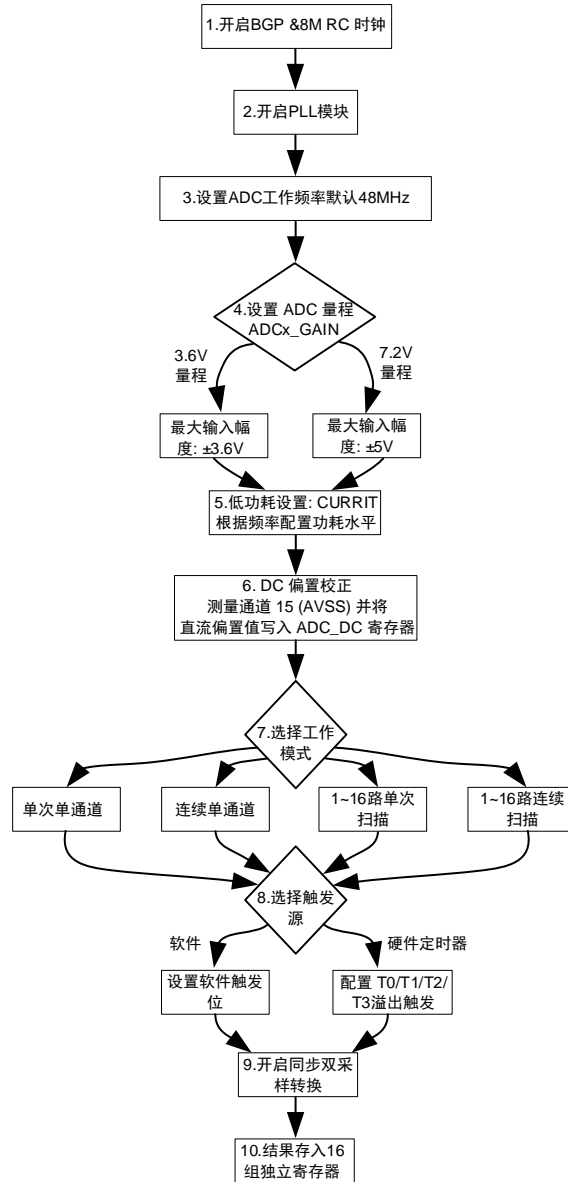 1.开启BGP &8M RC 时钟
2.开启PLL模块
3.设置ADC工作频率默认48MHz
4.设置 ADC 量程
ADCx_GAIN
3.6V
量程
7.2V
量程
最大输入幅
度: ±3.6V
最大输入幅
度: ±5V
5.低功耗设置: CURRIT
根据频率配置功耗水平
6. DC 偏置校正
测量通道 15 (AVSS) 并将
直流偏置值写入 ADC_DC 寄存器
7.选择工作
模式
单次单通道
连续单通道
1~16路单次
扫描
1~16路连续
扫描
8.选择触发
源
软件
硬件定时器
设置软件触发
位
配置 T0/T1/T2/
T3溢出触发
9.开启同步双采
样转换
10.结果存入16
组独立寄存器